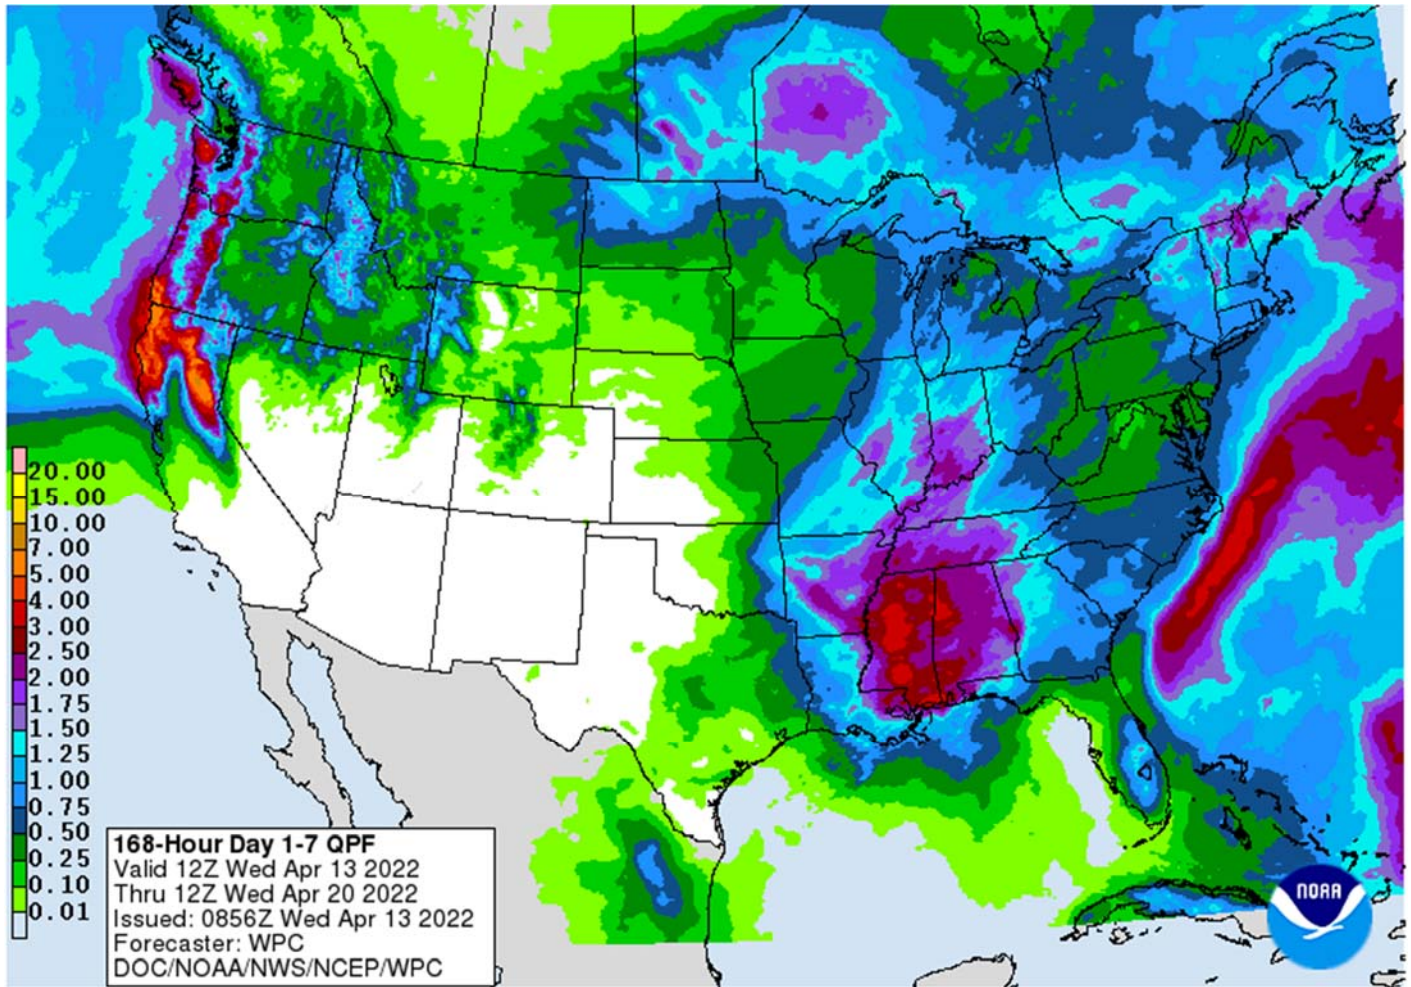 20.00
15.00
10.00
7.00
5.00
4.00
3.00
2.50
2.00
1.75
1.50
1.25
1.00
0.75
0.50
0.25
0.10
0.01
168-Hour Day 1-7 QPF
Valid 12Z Wed Apr 13 2022
Thru 12Z Wed Apr 20 2022
Issued: 0856Z Wed Apr 13 2022
Forecaster: WPC
DOC/NOAA/NWS/NCEP/WPC
NOAA